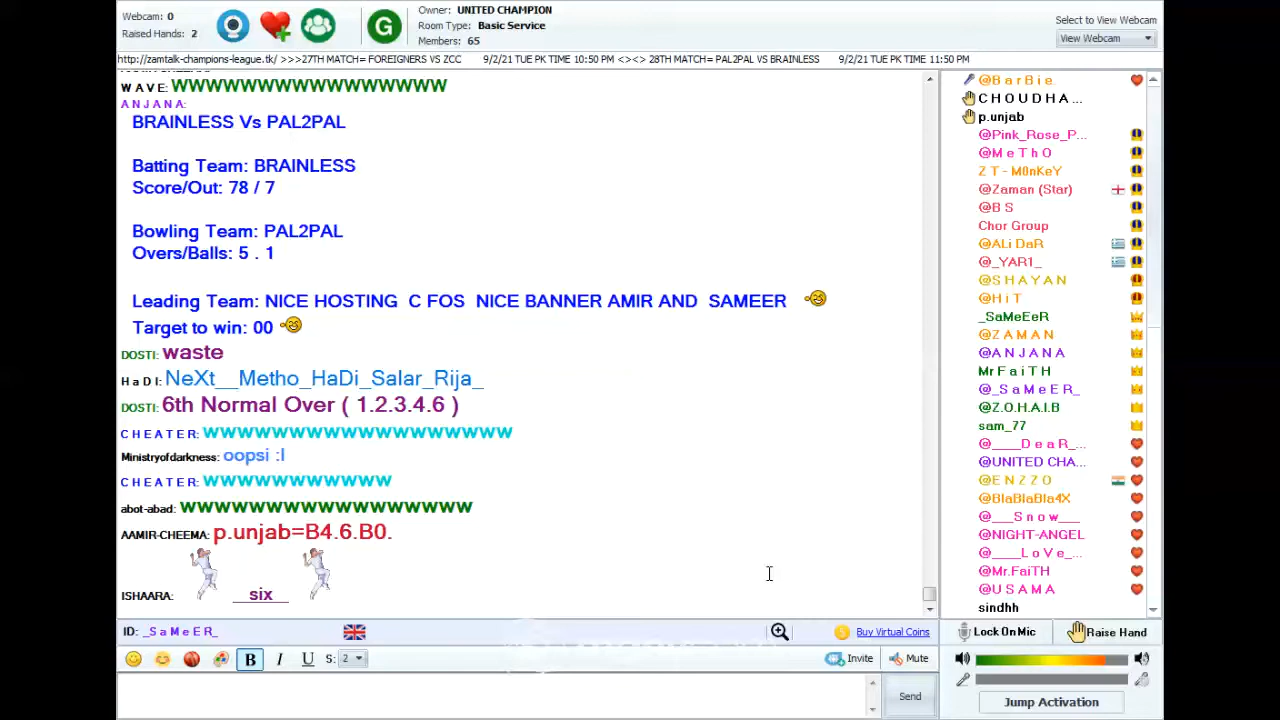 Webcam: 0
Raised Hands: 2
G
Owner: UNITED CHAMPION
Room Type: Basic Service
Members: 65
Select to View Webcam
View Webcam
http://zamtalk-champions-league.tk/ >>>27TH MATCH= FOREIGNERS VS ZCC 9/2/21 TUE PK TIME 10:50 PM <><> 28TH MATCH= PAL2PAL VS BRAINLESS 9/2/21 TUE PK TIME 11:50 PM
W A V E: WWWWWWWWWWWWWWWW
A N J A N A:
BRAINLESS Vs PAL2PAL
Batting Team: BRAINLESS
Score/Out: 78 / 7
Bowling Team: PAL2PAL
Overs/Balls: 5 . 1
Leading Team: NICE HOSTING C FOS NICE BANNER AMIR AND SAMEER
Target to win: 00
DOSTI: waste
H a D I: NeXt__Metho_HaDi_Salar_Rija_
DOSTI: 6th Normal Over ( 1.2.3.4.6 )
C H E A T E R: WWWWWWWWWWWWWWWWWW
Ministryofdarkness: oopsi :l
C H E A T E R: WWWWWWWWWWW
abot-abad: WWWWWWWWWWWWWWWWW
AAMIR-CHEEMA: p.unjab=B4.6.B0.
ISHAARA: __six__
@B a r B i e
C H O U D H A ...
p.unjab
@Pink_Rose_P...
@M e T h O
Z T - M0nKeY
@Zaman (Star)
@B S
Chor Group
@ALi DaR
@_YAR1_
@S H A Y A N
@H i T
_SaMeEeR
@Z A M A N
@A N J A N A
Mr F a i T H
@_S a M e E R_
@Z.O.H.A.I.B
sam_77
@____D e a R_...
@UNITED CHA...
@E N Z Z O
@BlaBlaBla4X
@___S n o w___
@NIGHT-ANGEL
@____L o V e_...
@Mr.FaiTH
@U S A M A
sindhh
ID: _S a M e E R_
Buy Virtual Coins
Lock On Mic
Raise Hand
B I U S: 2
Invite
Mute
Send
Jump Activation